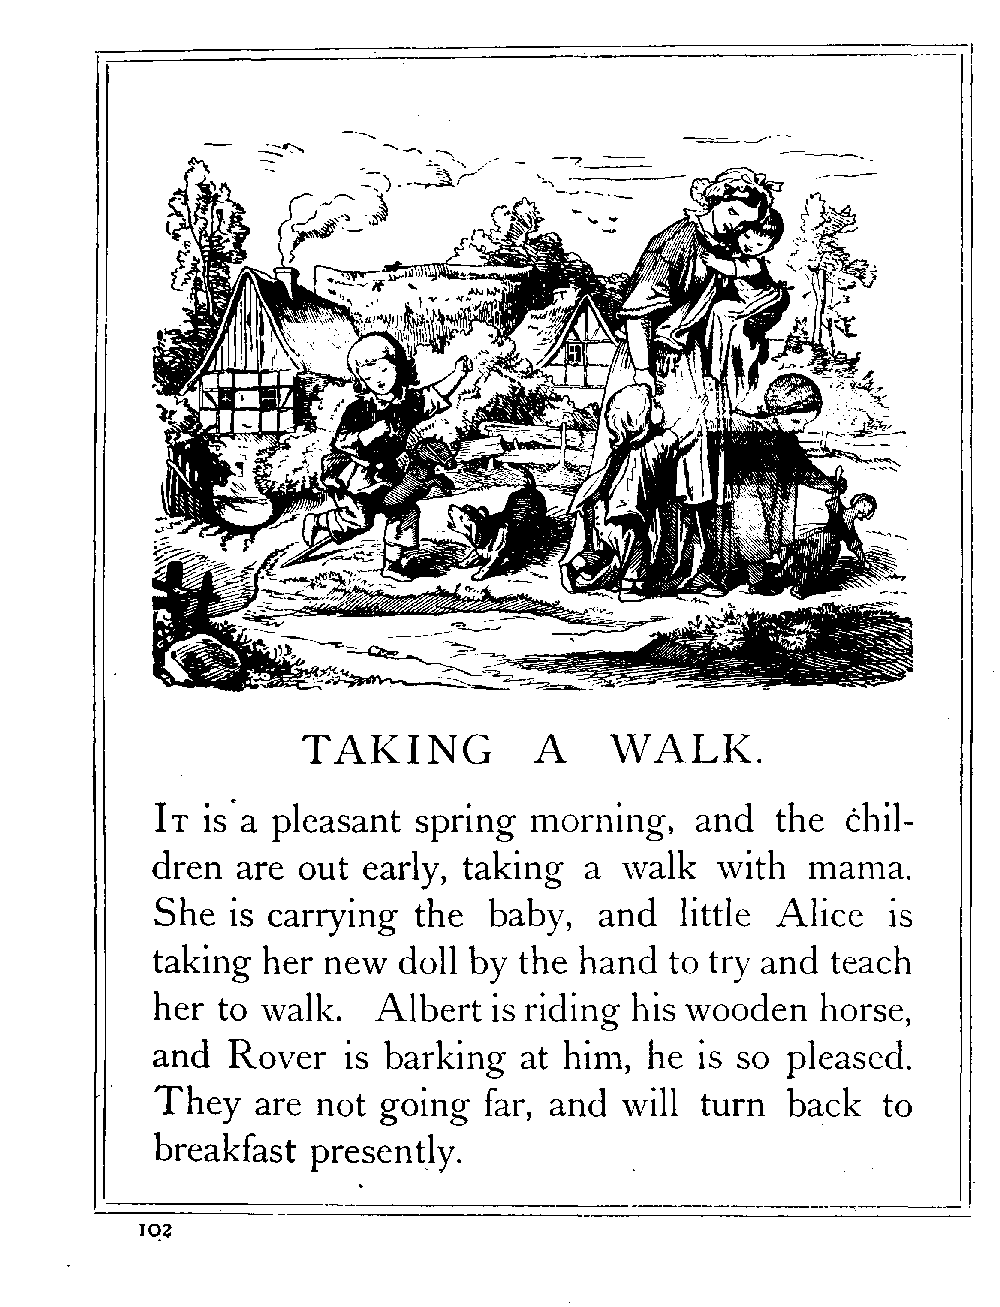 TAKING A WALK.
IT is a pleasant spring morning, and the chil-
dren are out early, taking a walk with mama.
She is carrying the baby, and little Alice is
taking her new doll by the hand to try and teach
her to walk. Albert is riding his wooden horse,
and Rover is barking at him, he is so pleased.
They are not going far, and will turn back to
breakfast presently.
102